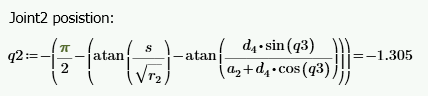 Joint2 posistion:
q2:=-(π/2-(atan(s/√r₂)-atan(d₄•sin(q3)/(a₂+d₄•cos(q3)))))=-1.305